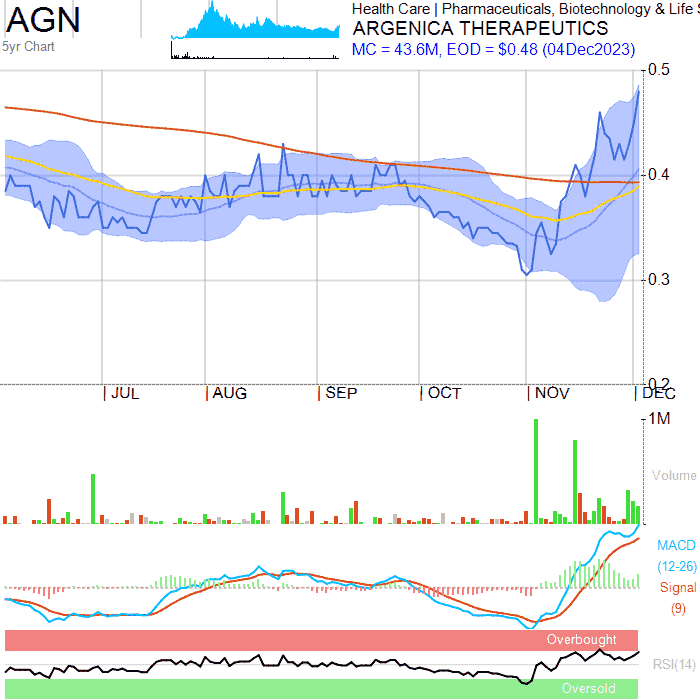 AGN
5yr Chart
Health Care | Pharmaceuticals, Biotechnology & Life
ARGENICA THERAPEUTICS
MC = 43.6M, EOD = $0.48 (04Dec2023)
0.5
0.4
0.3
0.2
| JUL | AUG | SEP | OCT | NOV | DEC
1M
Volume
MACD
(12-26)
Signal
(9)
Overbought
RSI(14)
Oversold